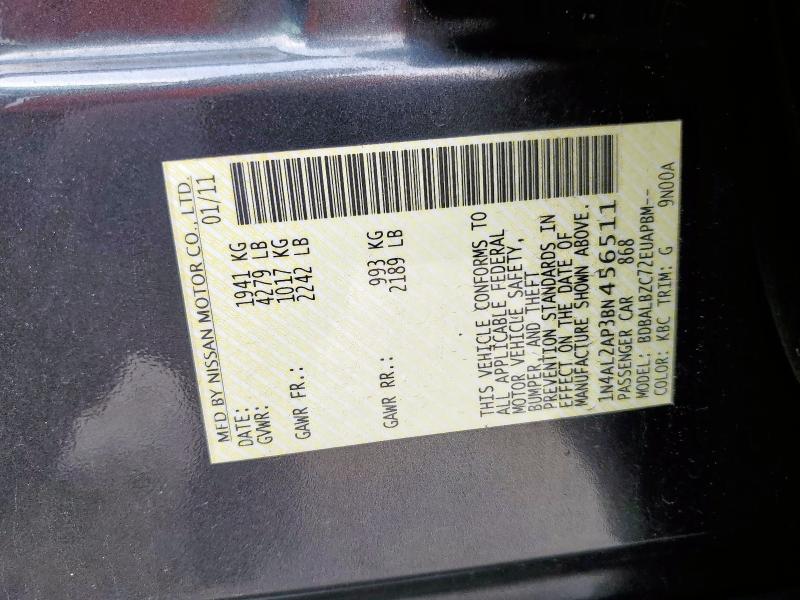 MFD BY NISSAN MOTOR CO., LTD.
DATE: 01/11
GVWR: 1941 KG
4279 LB
GAWR FR.: 1017 KG
2242 LB
GAWR RR.: 993 KG
2189 LB
THIS VEHICLE CONFORMS TO
ALL APPLICABLE FEDERAL
MOTOR VEHICLE SAFETY,
BUMPER, AND THEFT
PREVENTION STANDARDS IN
EFFECT ON THE DATE OF
MANUFACTURE SHOWN ABOVE.
1N4AL2AP3BN456511
PASSENGER CAR 868
MODEL: BDBALBZC72EUAPBM--
COLOR: KBC TRIM: G 9N00A